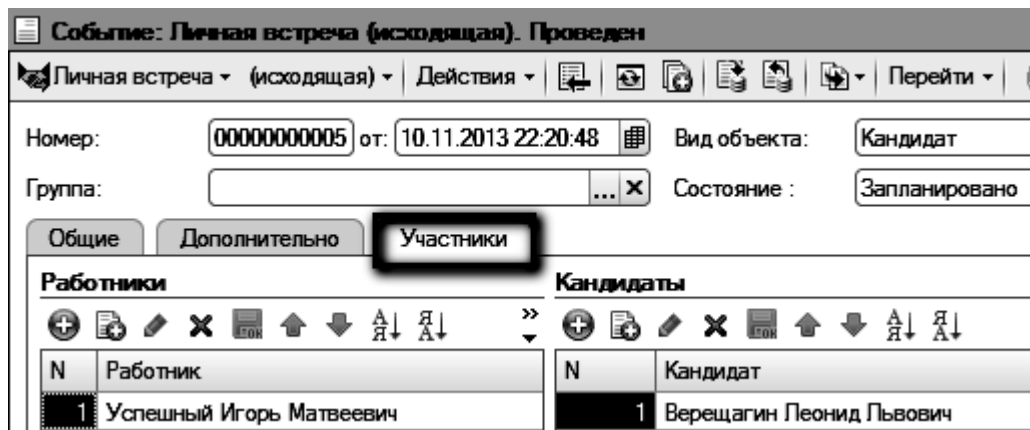 Событие: Личная встреча (исходящая). Проведен
Личная встреча (исходящая) Действия Перейти
Номер: 00000000005 от: 10.11.2013 22:20:48 Вид объекта: Кандидат
Группа: ... Состояние : Запланировано
Общие Дополнительно Участники
Работники Кандидаты
N Работник N Кандидат
1 Успешный Игорь Матвеевич 1 Верещагин Леонид Львович